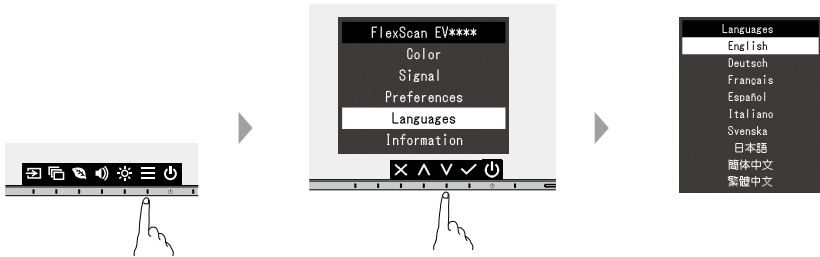 FlexScan EV****
Color
Signal
Preferences
Languages
Information
Languages
English
Deutsch
Français
Español
Italiano
Svenska
日本語
簡体中文
繁體中文